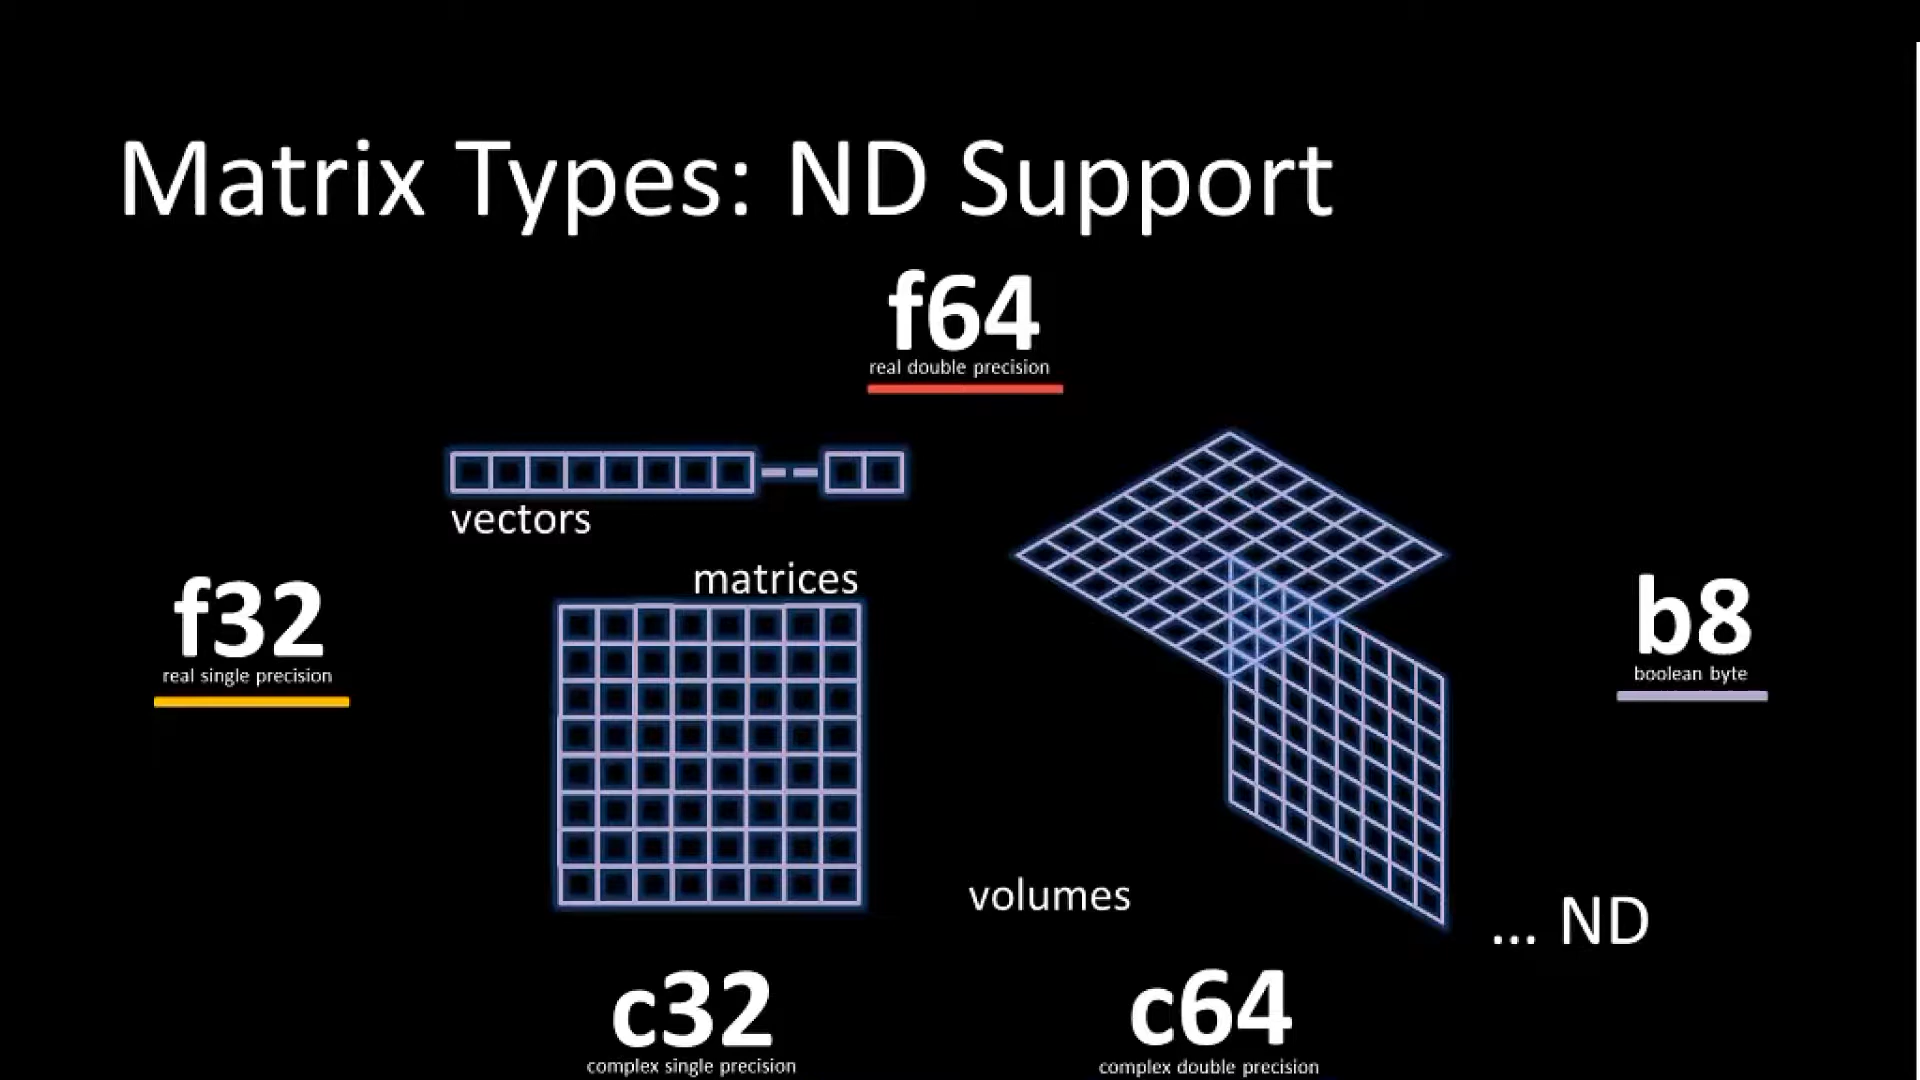 Matrix Types: ND Support
f64
real double precision
vectors
matrices
f32
real single precision
b8
boolean byte
volumes
... ND
c32
complex single precision
c64
complex double precision